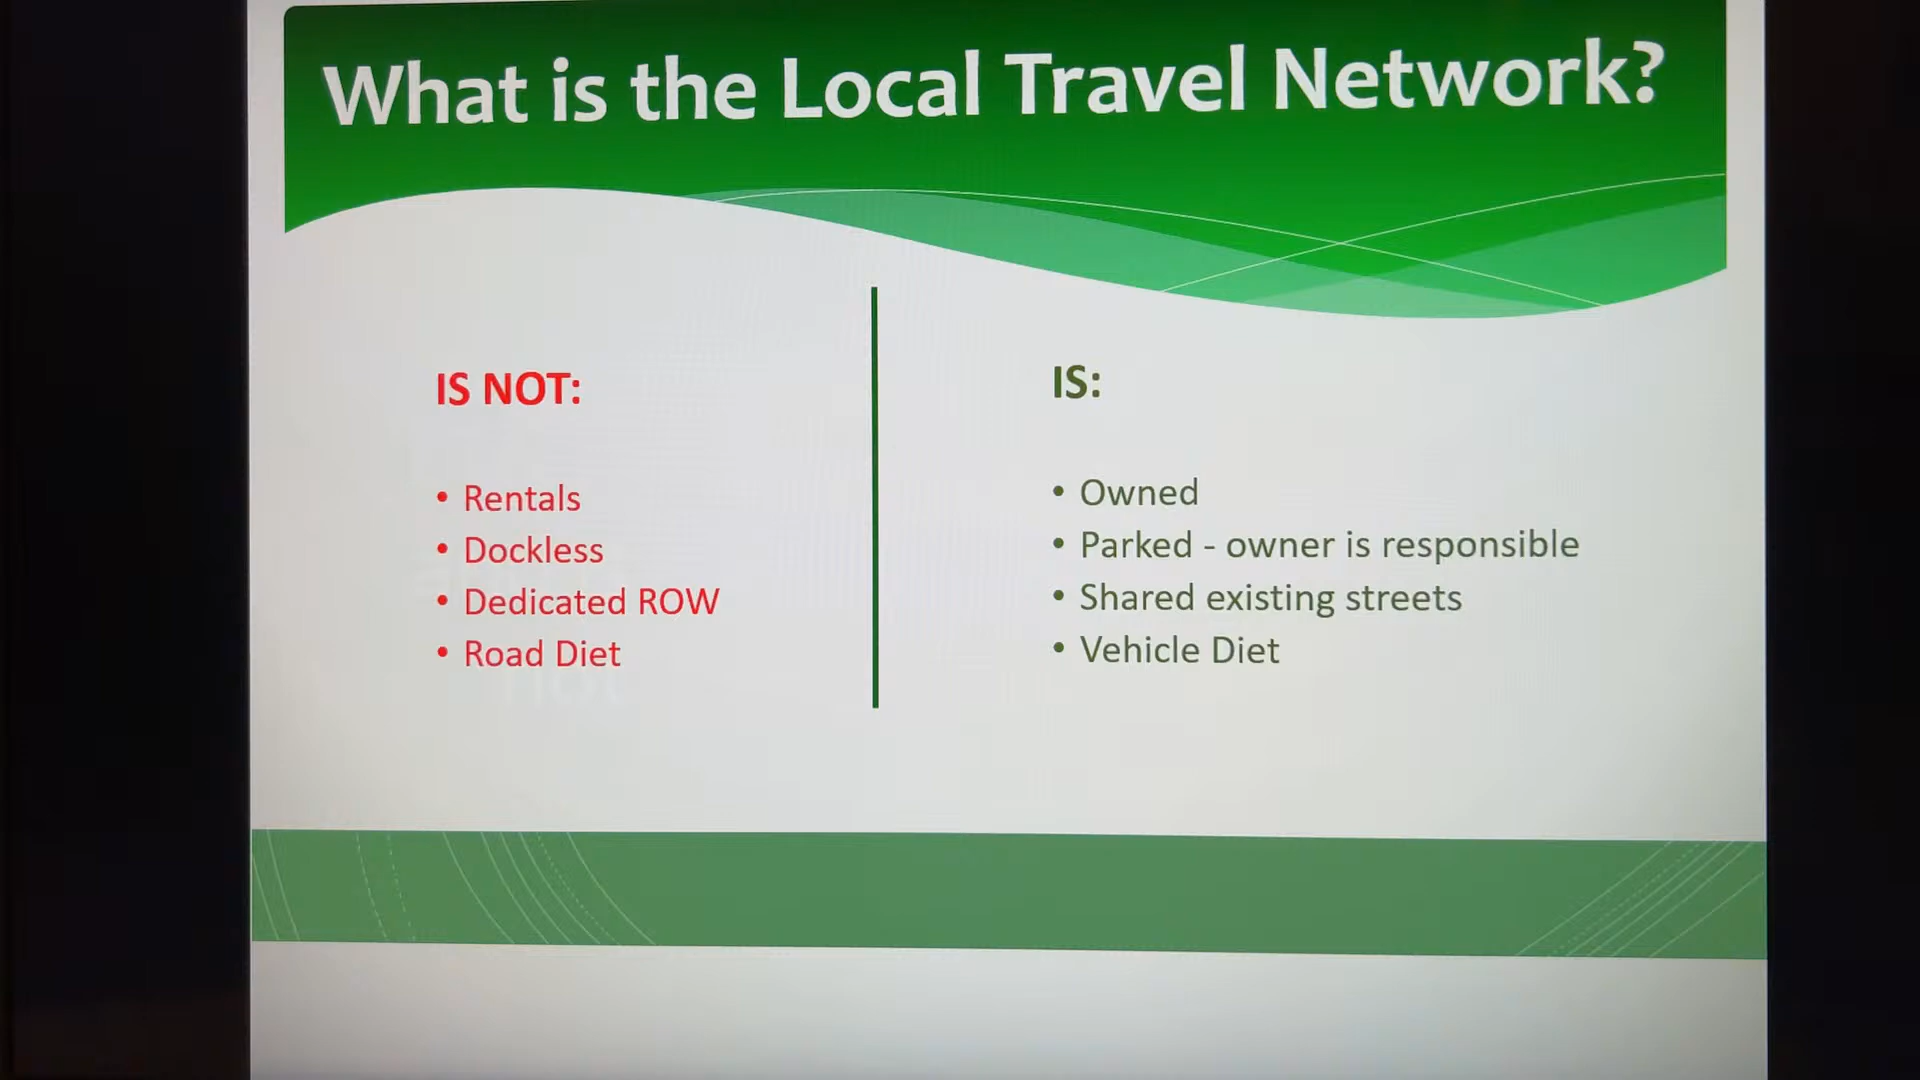 What is the Local Travel Network?
IS NOT:
• Rentals
• Dockless
• Dedicated ROW
• Road Diet
IS:
• Owned
• Parked - owner is responsible
• Shared existing streets
• Vehicle Diet